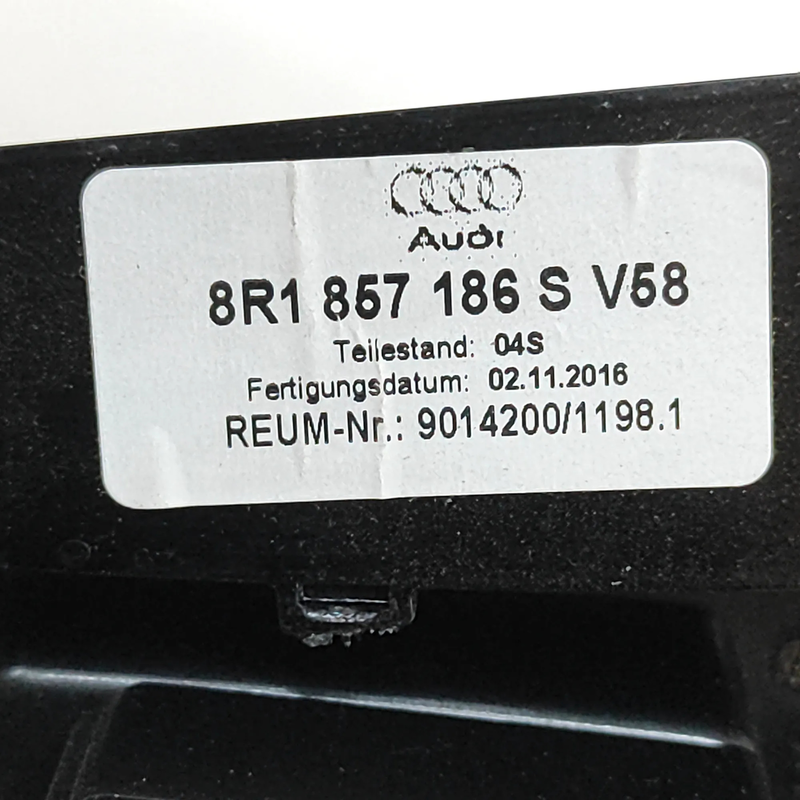 Audi
8R1 857 186 S V58
Teilestand: 04S
Fertigungsdatum: 02.11.2016
REUM-Nr.: 9014200/1198.1